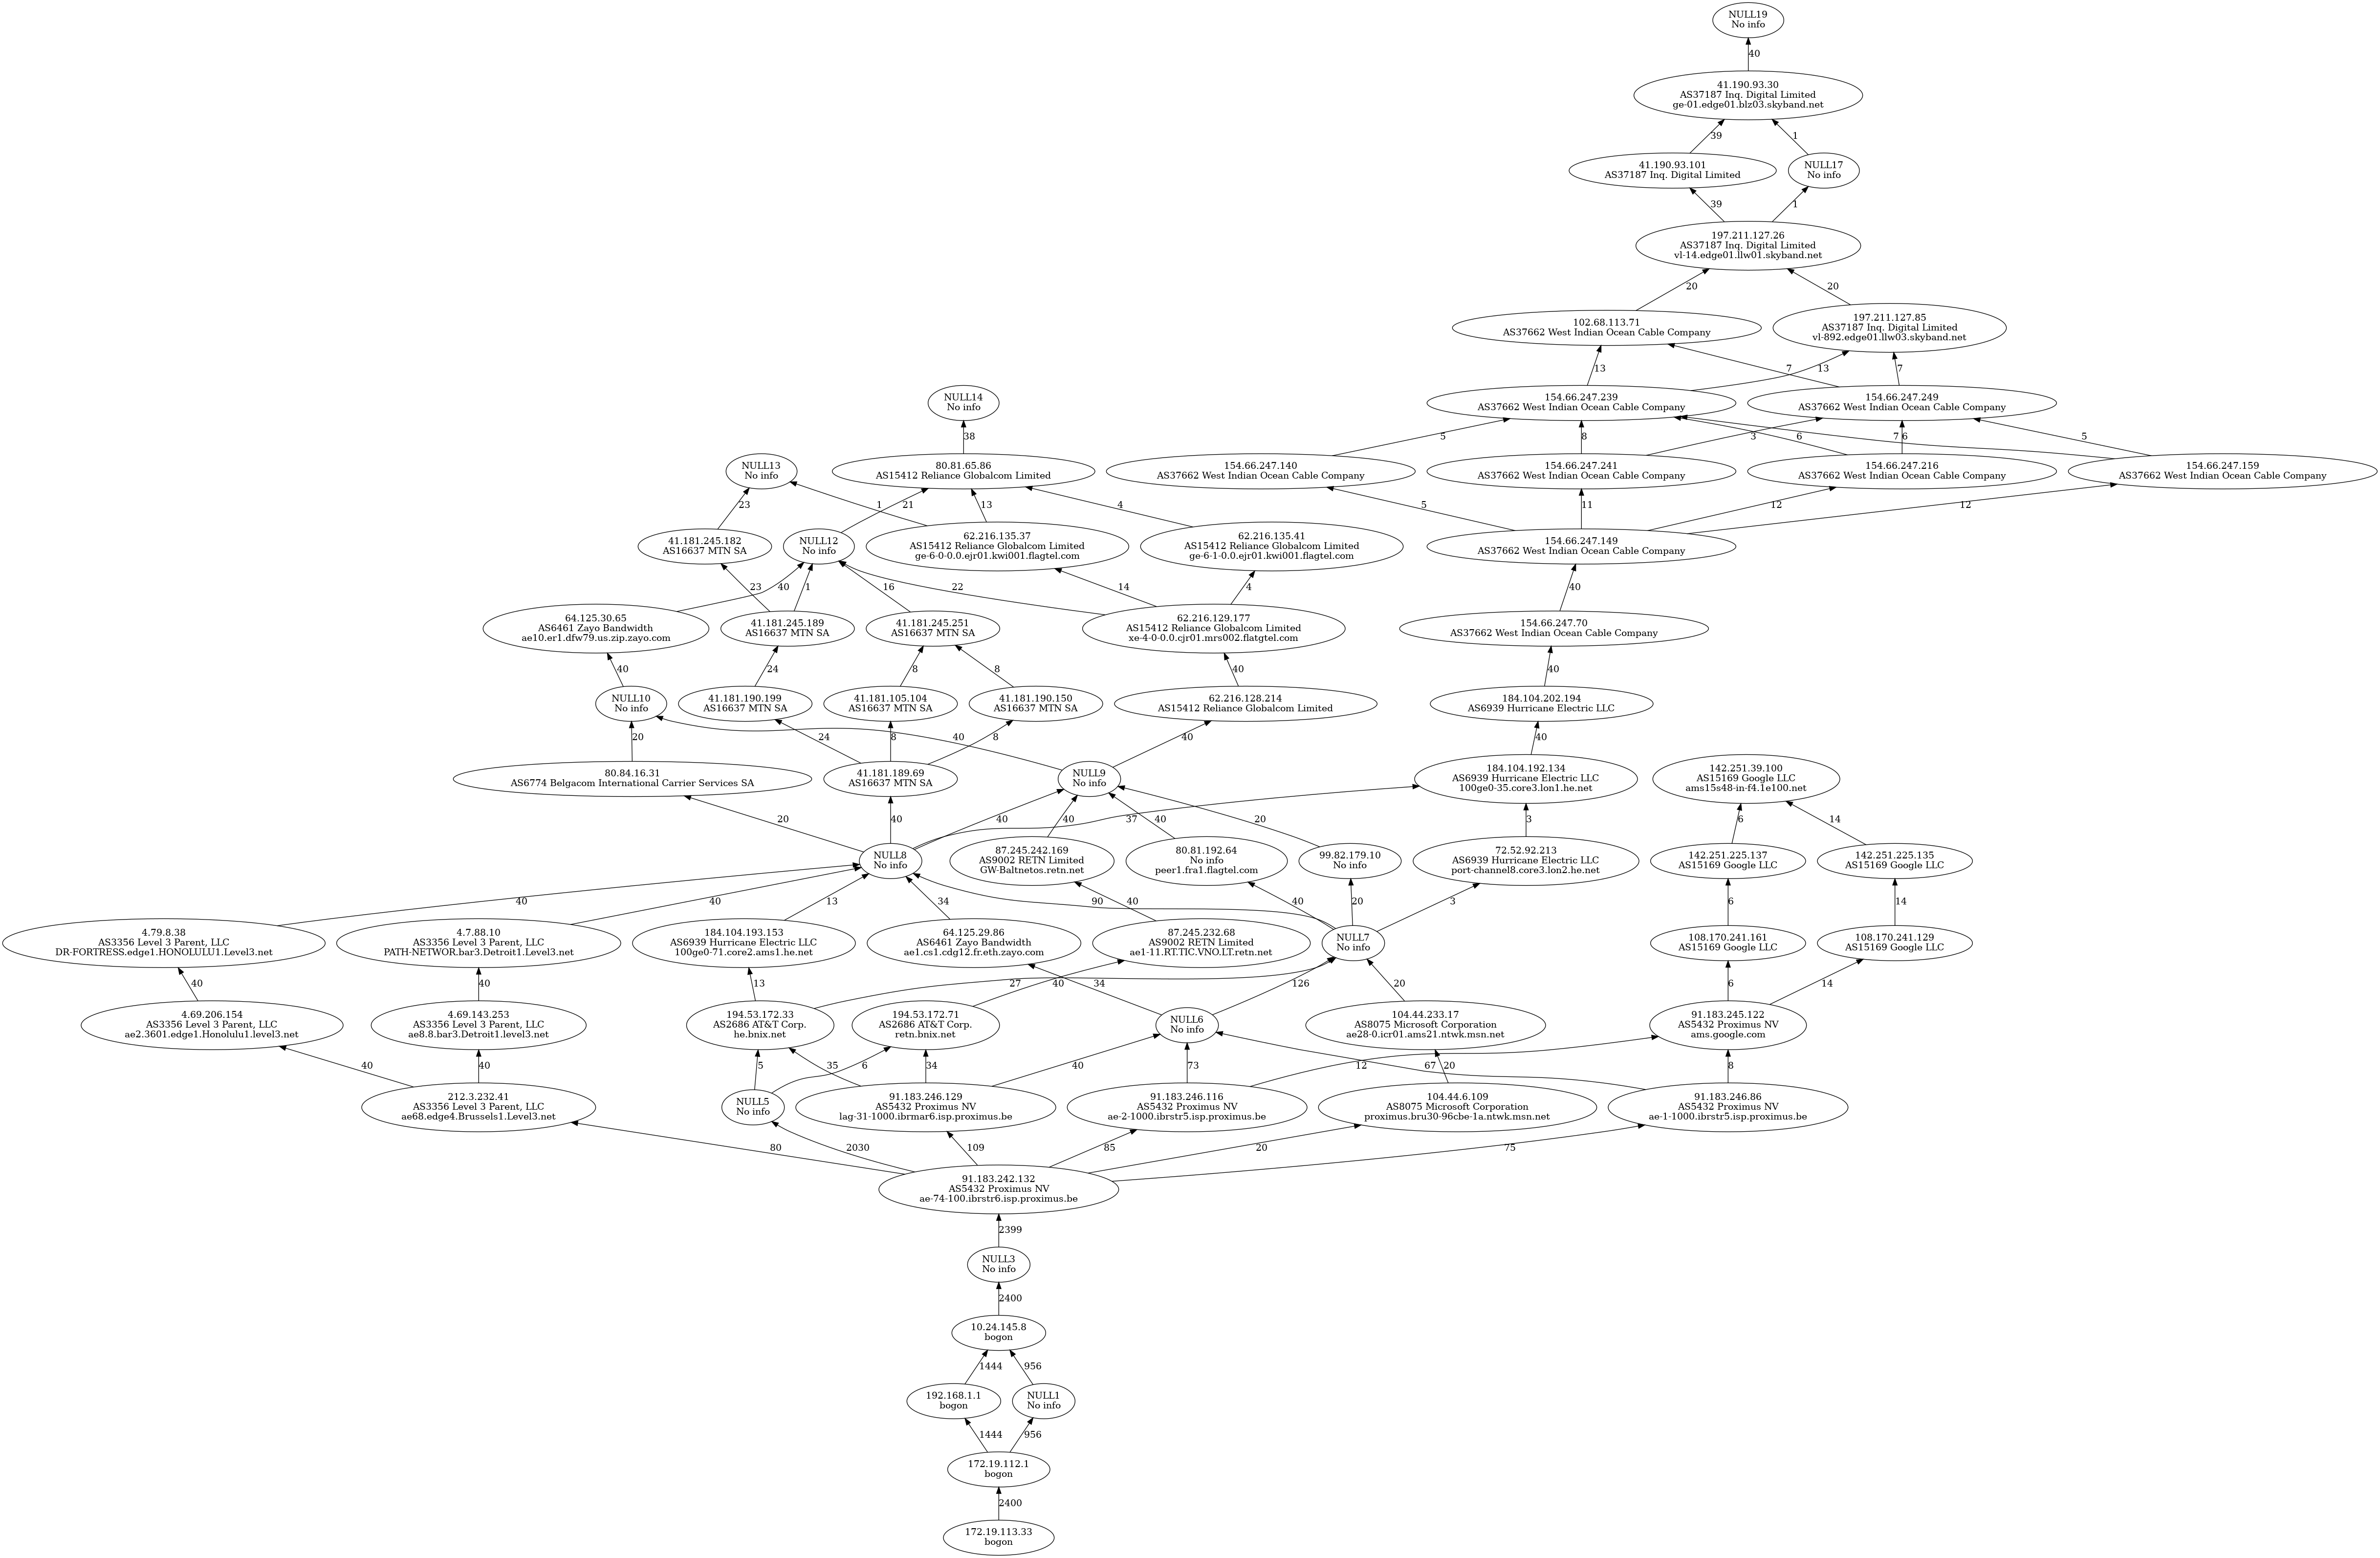 NULL19
No info
40
41.190.93.30
AS37187 Inq. Digital Limited
ge-01.edge01.blz03.skyband.net
39
1
41.190.93.101
AS37187 Inq. Digital Limited
NULL17
No info
39
1
197.211.127.26
AS37187 Inq. Digital Limited
vl-14.edge01.llw01.skyband.net
20
20
102.68.113.71
AS37662 West Indian Ocean Cable Company
197.211.127.85
AS37187 Inq. Digital Limited
vl-892.edge01.llw03.skyband.net
13
13
7
7
NULL14
No info
154.66.247.239
AS37662 West Indian Ocean Cable Company
154.66.247.249
AS37662 West Indian Ocean Cable Company
38
5
8
3
6
7
6
5
NULL13
No info
80.81.65.86
AS15412 Reliance Globalcom Limited
154.66.247.140
AS37662 West Indian Ocean Cable Company
154.66.247.241
AS37662 West Indian Ocean Cable Company
154.66.247.216
AS37662 West Indian Ocean Cable Company
154.66.247.159
AS37662 West Indian Ocean Cable Company
23
1
21
13
4
5
11
12
12
41.181.245.182
AS16637 MTN SA
NULL12
No info
62.216.135.37
AS15412 Reliance Globalcom Limited
ge-6-0-0.0.ejr01.kwi001.flagtel.com
62.216.135.41
AS15412 Reliance Globalcom Limited
ge-6-1-0.0.ejr01.kwi001.flagtel.com
154.66.247.149
AS37662 West Indian Ocean Cable Company
23
40
1
16
22
14
4
40
64.125.30.65
AS6461 Zayo Bandwidth
ae10.er1.dfw79.us.zip.zayo.com
41.181.245.189
AS16637 MTN SA
41.181.245.251
AS16637 MTN SA
62.216.129.177
AS15412 Reliance Globalcom Limited
xe-4-0-0.0.cjr01.mrs002.flatgtel.com
154.66.247.70
AS37662 West Indian Ocean Cable Company
40
24
8
8
40
40
NULL10
No info
41.181.190.199
AS16637 MTN SA
41.181.105.104
AS16637 MTN SA
41.181.190.150
AS16637 MTN SA
62.216.128.214
AS15412 Reliance Globalcom Limited
184.104.202.194
AS6939 Hurricane Electric LLC
20
24
8
40
8
40
40
80.84.16.31
AS6774 Belgacom International Carrier Services SA
41.181.189.69
AS16637 MTN SA
NULL9
No info
184.104.192.134
AS6939 Hurricane Electric LLC
100ge0-35.core3.lon1.he.net
142.251.39.100
AS15169 Google LLC
ams15s48-in-f4.1e100.net
20
40
40
40
37
40
20
3
6
14
NULL8
No info
87.245.242.169
AS9002 RETN Limited
GW-Baltnetos.retn.net
80.81.192.64
No info
peer1.fra1.flagtel.com
99.82.179.10
No info
72.52.92.213
AS6939 Hurricane Electric LLC
port-channel8.core3.lon2.he.net
142.251.225.137
AS15169 Google LLC
142.251.225.135
AS15169 Google LLC
40
40
13
34
90
40
40
20
3
6
14
4.79.8.38
AS3356 Level 3 Parent, LLC
DR-FORTRESS.edge1.HONOLULU1.Level3.net
4.7.88.10
AS3356 Level 3 Parent, LLC
PATH-NETWOR.bar3.Detroit1.Level3.net
184.104.193.153
AS6939 Hurricane Electric LLC
100ge0-71.core2.ams1.he.net
64.125.29.86
AS6461 Zayo Bandwidth
ae1.cs1.cdg12.fr.eth.zayo.com
87.245.232.68
AS9002 RETN Limited
ae1-11.RT.TIC.VNO.LT.retn.net
NULL7
No info
108.170.241.161
AS15169 Google LLC
108.170.241.129
AS15169 Google LLC
40
40
13
27
40
34
126
20
6
14
4.69.206.154
AS3356 Level 3 Parent, LLC
ae2.3601.edge1.Honolulu1.level3.net
4.69.143.253
AS3356 Level 3 Parent, LLC
ae8.8.bar3.Detroit1.level3.net
194.53.172.33
AS2686 AT&T Corp.
he.bnix.net
194.53.172.71
AS2686 AT&T Corp.
retn.bnix.net
NULL6
No info
104.44.233.17
AS8075 Microsoft Corporation
ae28-0.icr01.ams21.ntwk.msn.net
91.183.245.122
AS5432 Proximus NV
ams.google.com
40
40
5
35
6
34
40
73
12
67
20
8
212.3.232.41
AS3356 Level 3 Parent, LLC
ae68.edge4.Brussels1.Level3.net
NULL5
No info
91.183.246.129
AS5432 Proximus NV
lag-31-1000.ibrmar6.isp.proximus.be
91.183.246.116
AS5432 Proximus NV
ae-2-1000.ibrstr5.isp.proximus.be
104.44.6.109
AS8075 Microsoft Corporation
proximus.bru30-96cbe-1a.ntwk.msn.net
91.183.246.86
AS5432 Proximus NV
ae-1-1000.ibrstr5.isp.proximus.be
80
2030
109
85
20
75
91.183.242.132
AS5432 Proximus NV
ae-74-100.ibrstr6.isp.proximus.be
2399
NULL3
No info
2400
10.24.145.8
bogon
1444
956
192.168.1.1
bogon
NULL1
No info
1444
956
172.19.112.1
bogon
2400
172.19.113.33
bogon